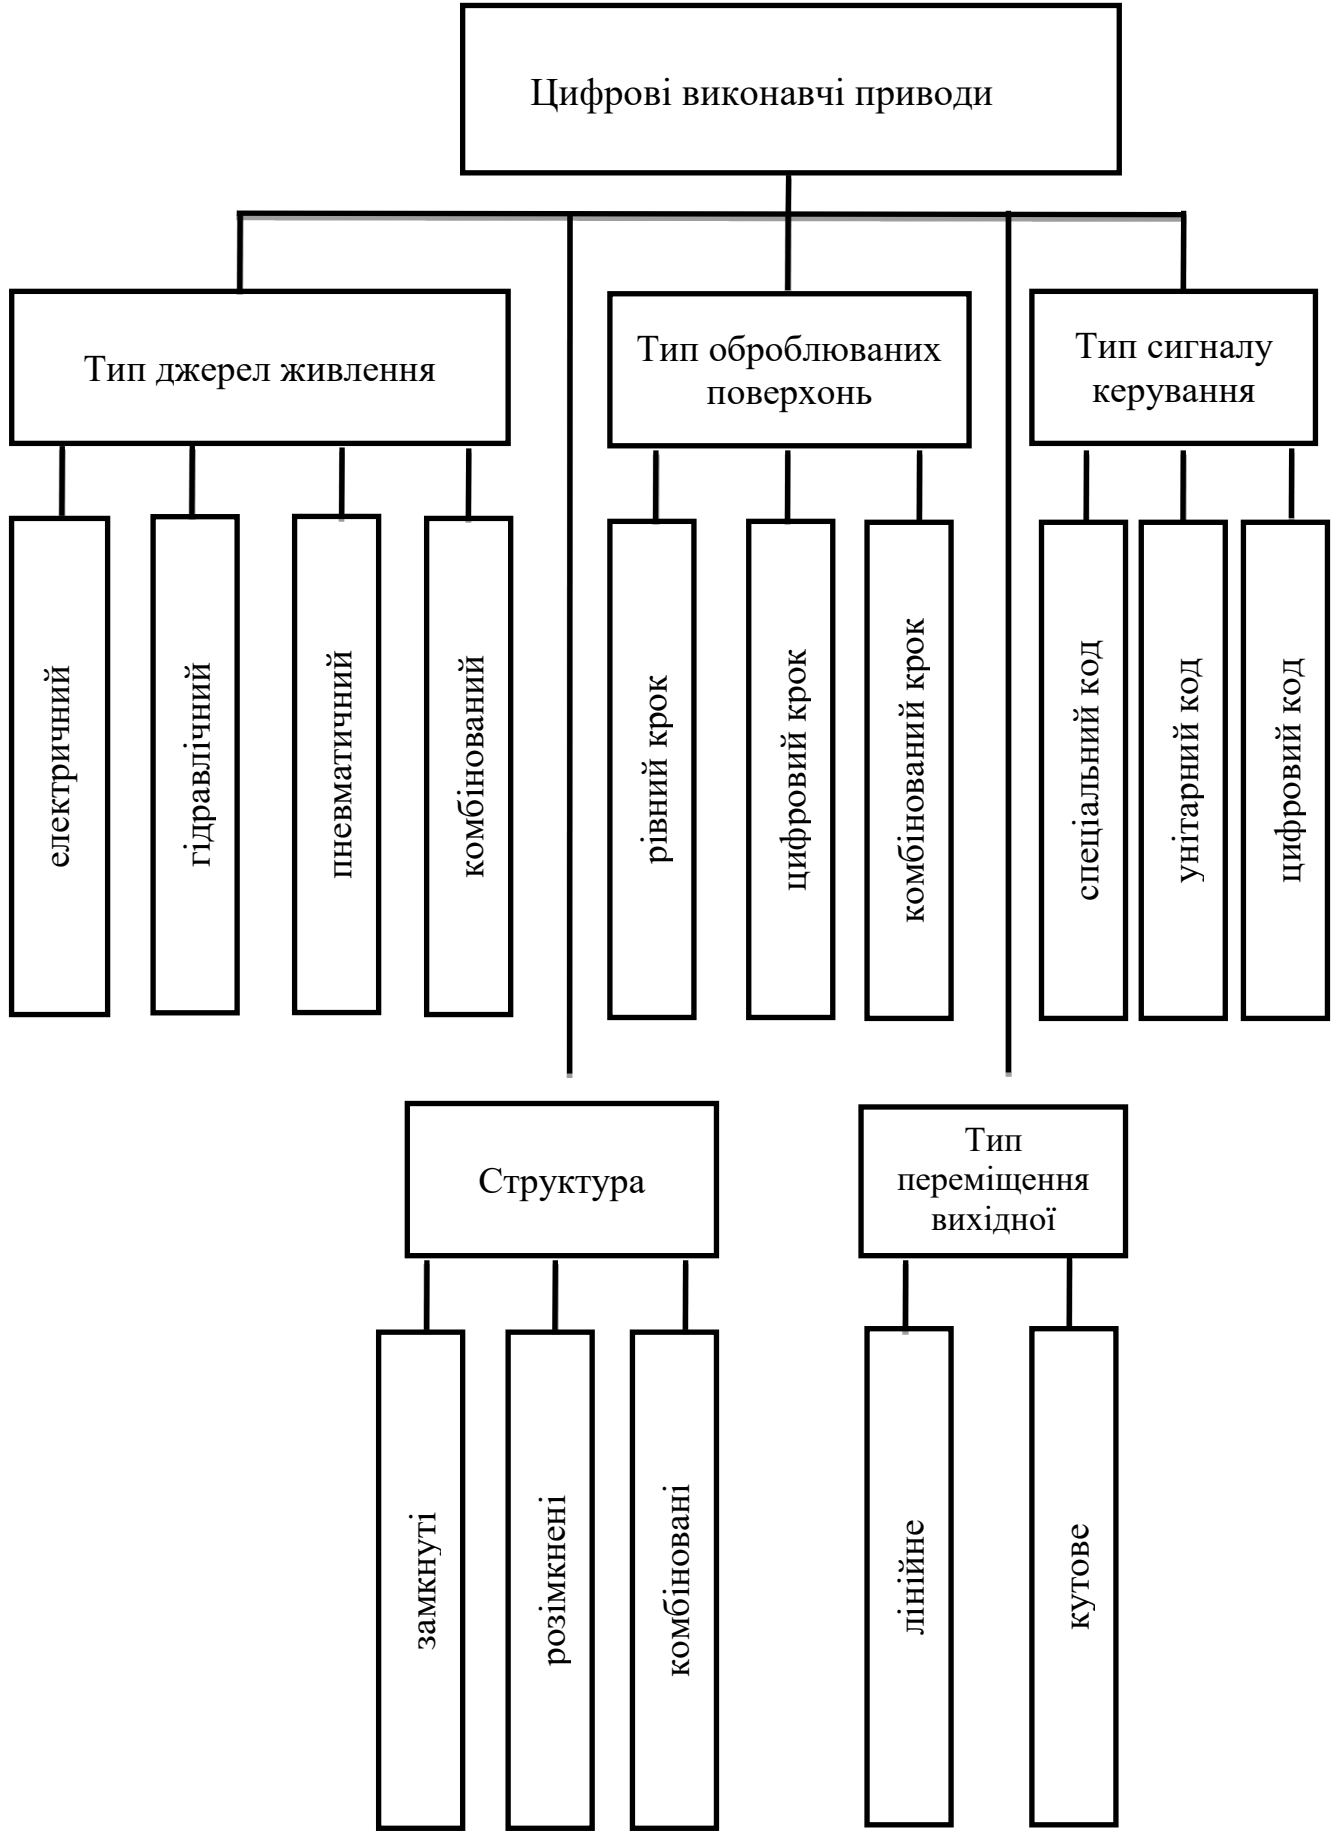 Цифрові виконавчі приводи
Тип джерел живлення
Тип оброблюваних
поверхонь
Тип сигналу
керування
електричний
гідравлічний
пневматичний
комбінований
рівний крок
цифровий крок
комбінований крок
спеціальний код
унітарний код
цифровий код
Структура
Тип
переміщення
вихідної
замкнуті
розімкнені
комбіновані
лінійне
кутове